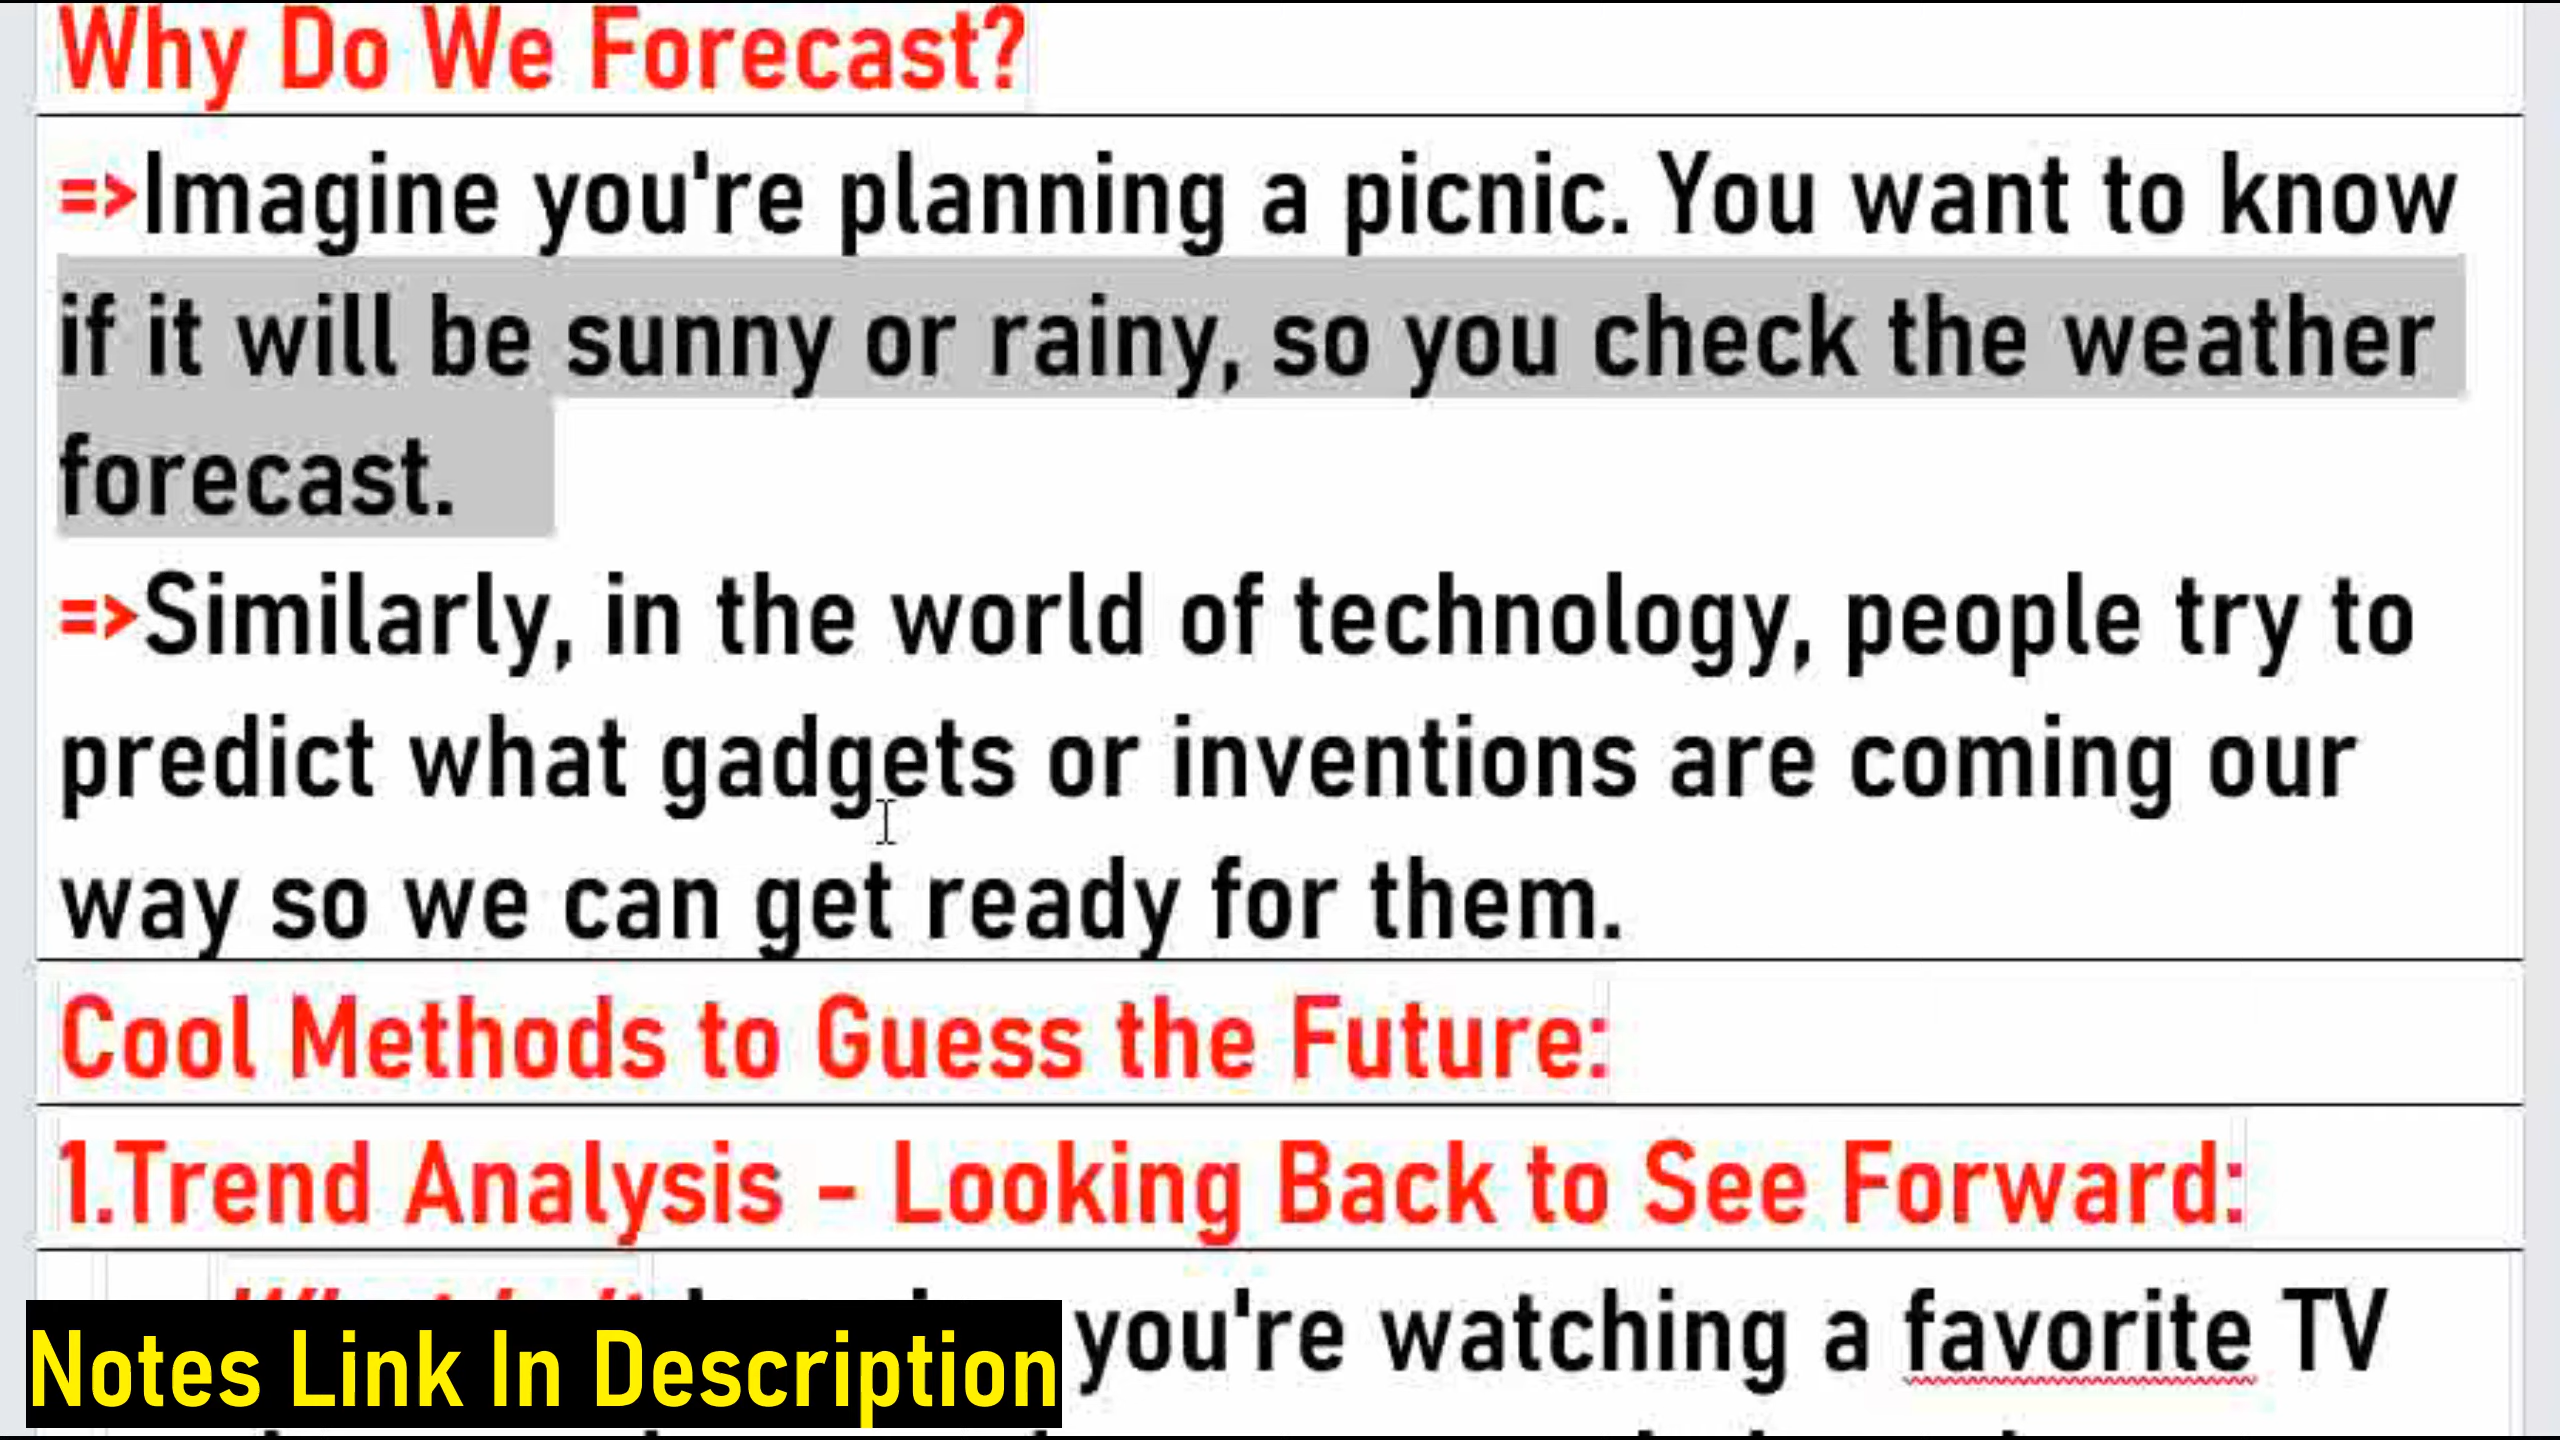 Why Do We Forecast?
=>Imagine you're planning a picnic. You want to know
if it will be sunny or rainy, so you check the weather
forecast.
=>Similarly, in the world of technology, people try to
predict what gadgets or inventions are coming our
way so we can get ready for them.
Cool Methods to Guess the Future:
1.Trend Analysis - Looking Back to See Forward:
you're watching a favorite TV
Notes Link In Description